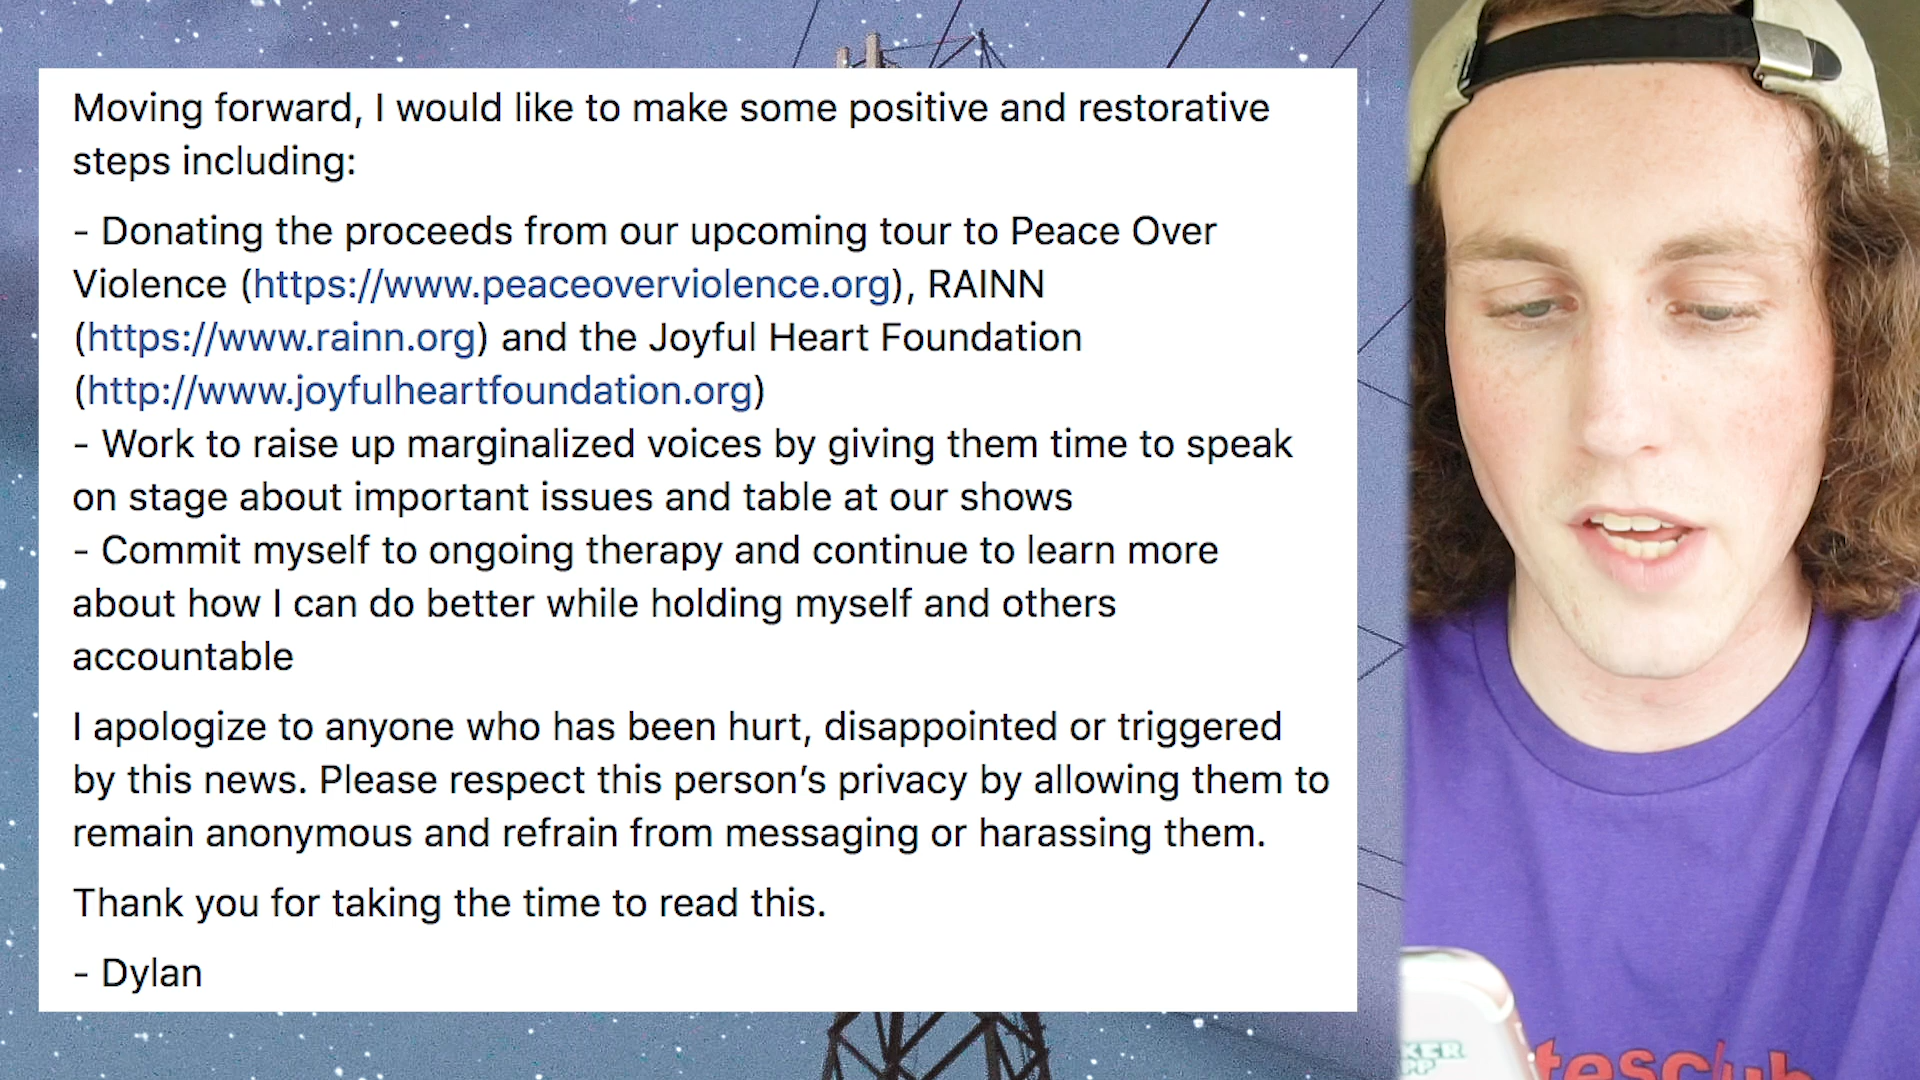 Moving forward, I would like to make some positive and restorative
steps including:
- Donating the proceeds from our upcoming tour to Peace Over
Violence (https://www.peaceoverviolence.org), RAINN
(https://www.rainn.org) and the Joyful Heart Foundation
(http://www.joyfulheartfoundation.org)
- Work to raise up marginalized voices by giving them time to speak
on stage about important issues and table at our shows
- Commit myself to ongoing therapy and continue to learn more
about how I can do better while holding myself and others
accountable
I apologize to anyone who has been hurt, disappointed or triggered
by this news. Please respect this person’s privacy by allowing them to
remain anonymous and refrain from messaging or harassing them.
Thank you for taking the time to read this.
- Dylan